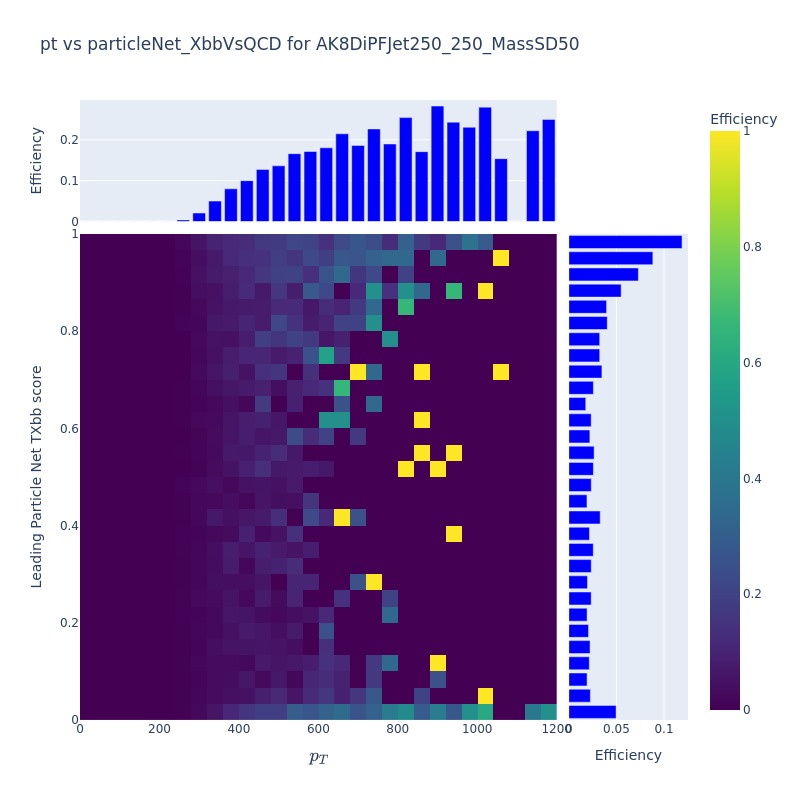 pt vs particleNet_XbbVsQCD for AK8DiPFJet250_250_MassSD50
Efficiency
0.2
0.1
0
Efficiency
1
0.8
0.6
0.4
0.2
0
Leading Particle Net TXbb score
1
0.8
0.6
0.4
0.2
0
0 200 400 600 800 1000 1200
p_T
0 0.05 0.1
Efficiency